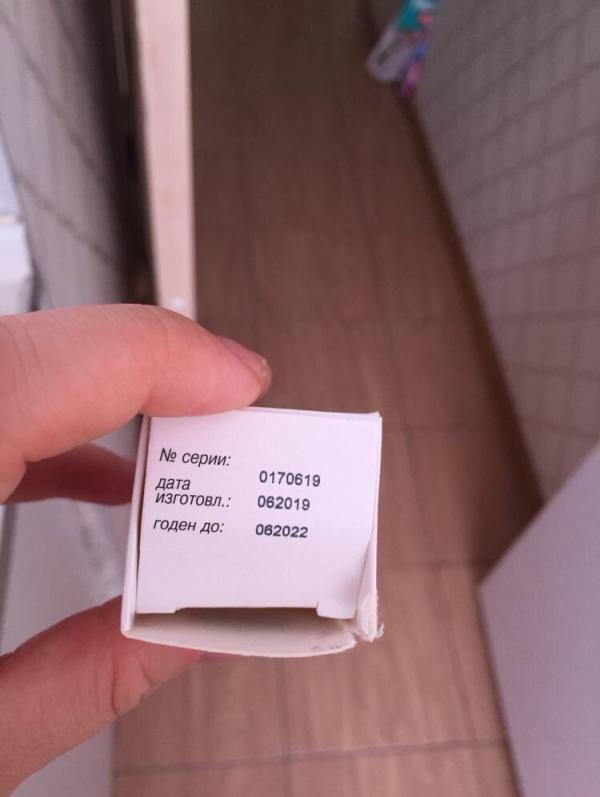 № серии: 0170619
дата
изготовл.: 062019
годен до: 062022